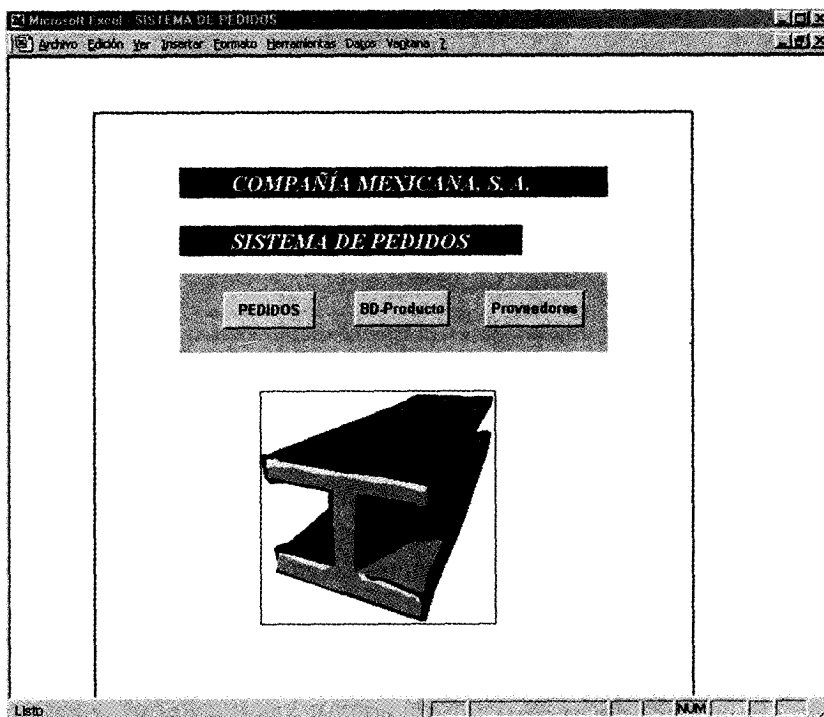 Microsoft Excel - SISTEMA DE PEDIDOS
Archivo Edición Ver Insertar Formato Herramientas Datos Ventana ?
COMPAÑÍA MEXICANA, S. A.
SISTEMA DE PEDIDOS
PEDIDOS BD-Producto Proveedores
Listo NUM